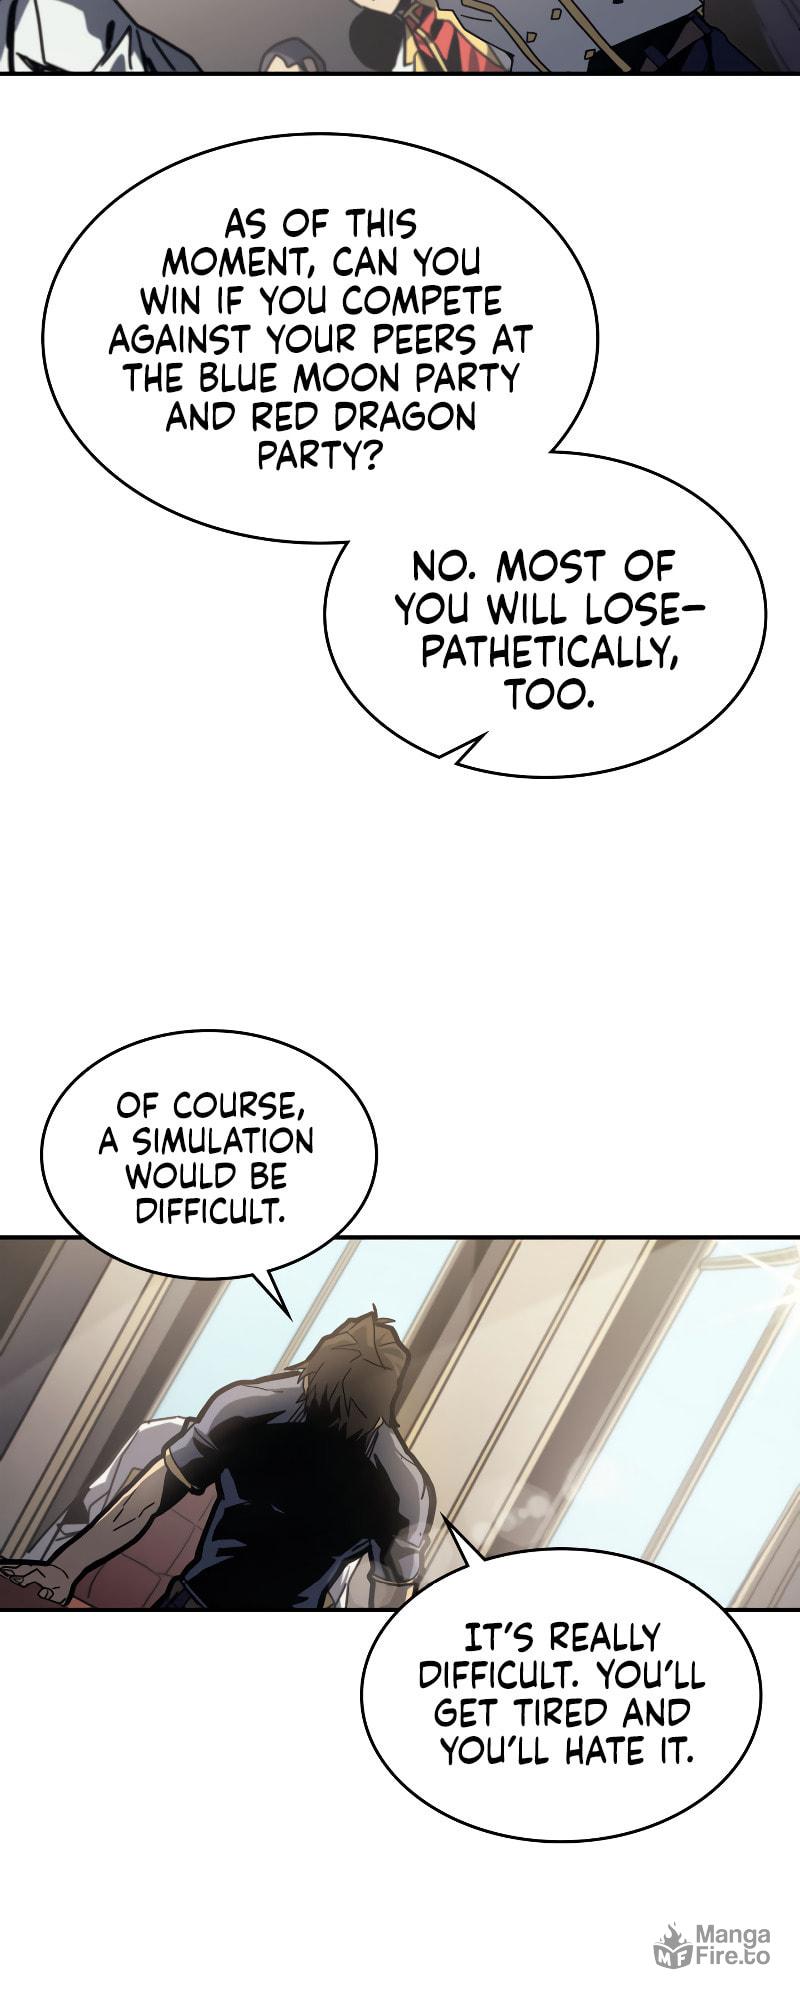 AS OF THIS
MOMENT, CAN YOU
WIN IF YOU COMPETE
AGAINST YOUR PEERS AT
THE BLUE MOON PARTY
AND RED DRAGON
PARTY?
NO. MOST OF
YOU WILL LOSE-
PATHETICALLY,
TOO.
OF COURSE,
A SIMULATION
WOULD BE
DIFFICULT.
IT'S REALLY
DIFFICULT. YOU'LL
GET TIRED AND
YOU'LL HATE IT.
MF Manga
Fire.to